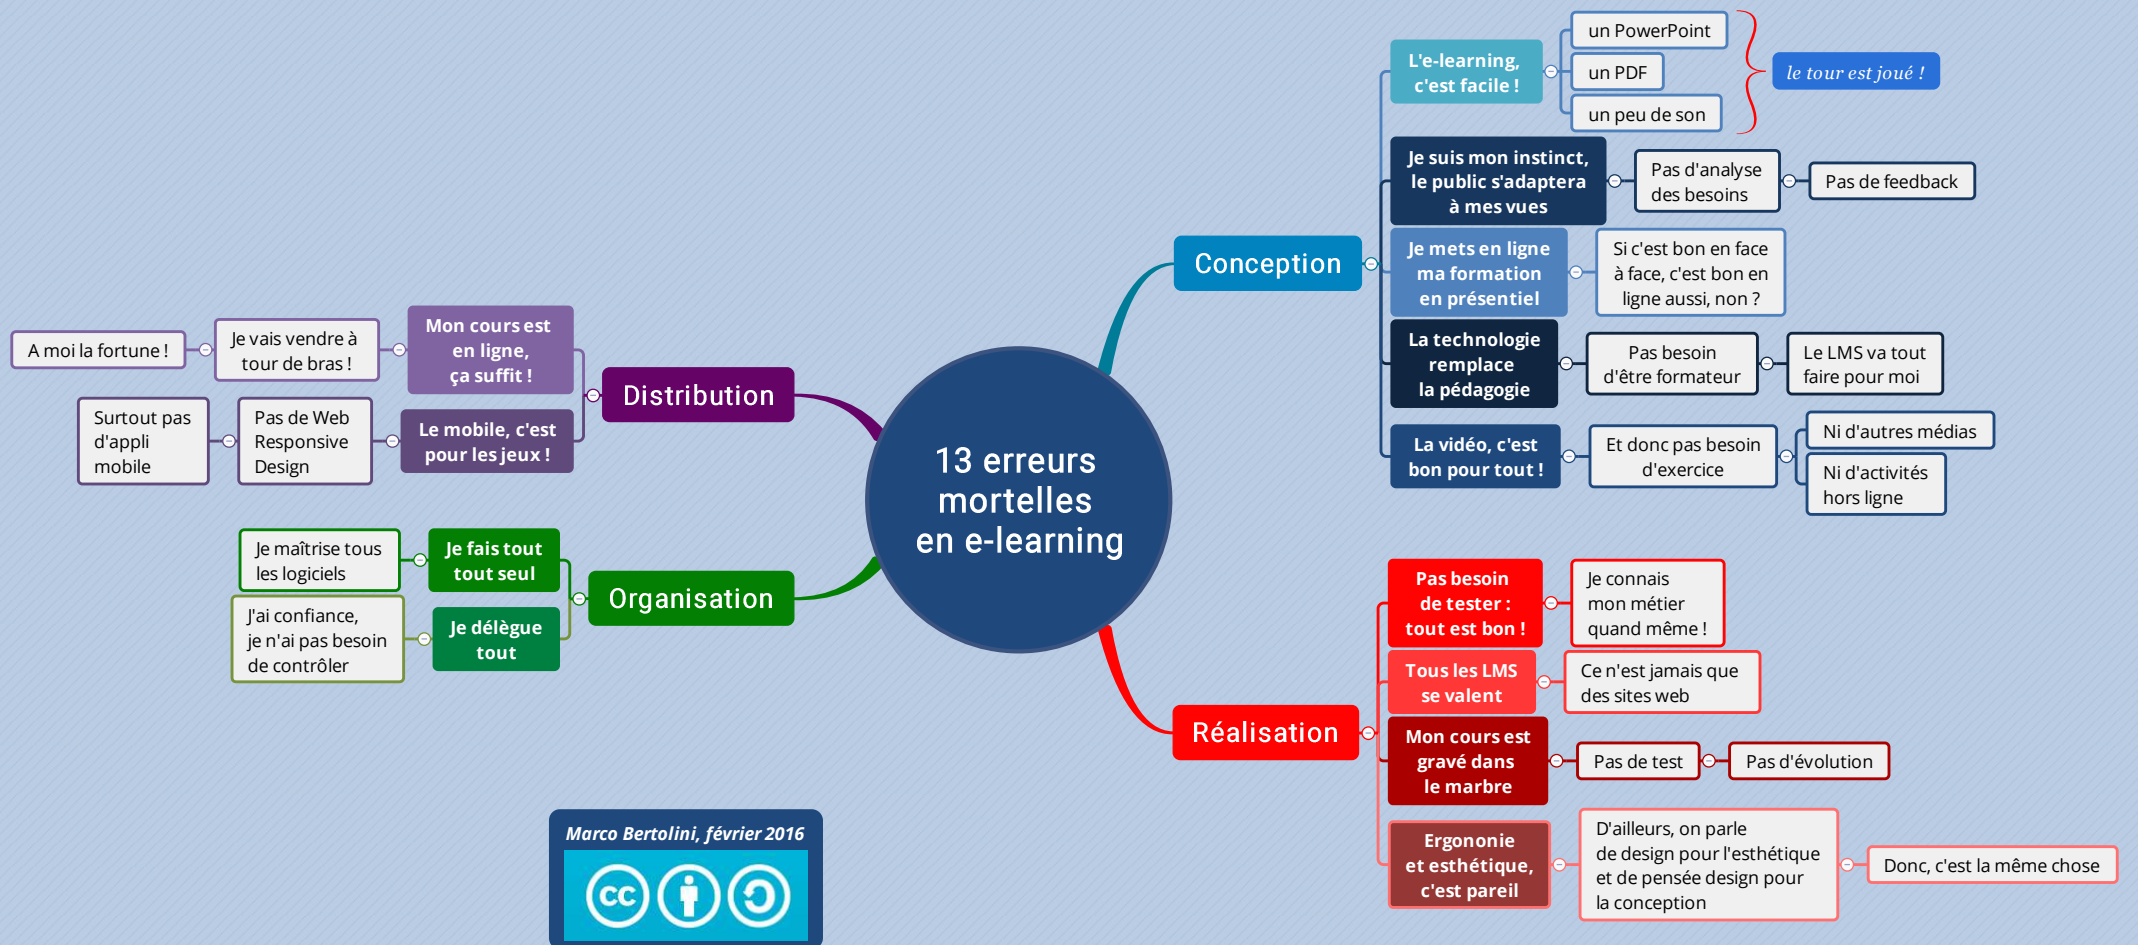 13 erreurs
mortelles
en e-learning
Conception
L'e-learning,
c'est facile !
un PowerPoint
un PDF
un peu de son
le tour est joué !
Je suis mon instinct,
le public s'adaptera
à mes vues
Pas d'analyse
des besoins
Pas de feedback
Je mets en ligne
ma formation
en présentiel
Si c'est bon en face
à face, c'est bon en
ligne aussi, non ?
La technologie
remplace
la pédagogie
Pas besoin
d'être formateur
Le LMS va tout
faire pour moi
La vidéo, c'est
bon pour tout !
Et donc pas besoin
d'exercice
Ni d'autres médias
Ni d'activités
hors ligne
Réalisation
Pas besoin
de tester :
tout est bon !
Je connais
mon métier
quand même !
Tous les LMS
se valent
Ce n'est jamais que
des sites web
Mon cours est
gravé dans
le marbre
Pas de test
Pas d'évolution
Ergononie
et esthétique,
c'est pareil
D'ailleurs, on parle
de design pour l'esthétique
et de pensée design pour
la conception
Donc, c'est la même chose
Organisation
Je fais tout
tout seul
Je maîtrise tous
les logiciels
Je délègue
tout
J'ai confiance,
je n'ai pas besoin
de contrôler
Distribution
Mon cours est
en ligne,
ça suffit !
Je vais vendre à
tour de bras !
A moi la fortune !
Le mobile, c'est
pour les jeux !
Pas de Web
Responsive
Design
Surtout pas
d'appli
mobile
Marco Bertolini, février 2016
cc